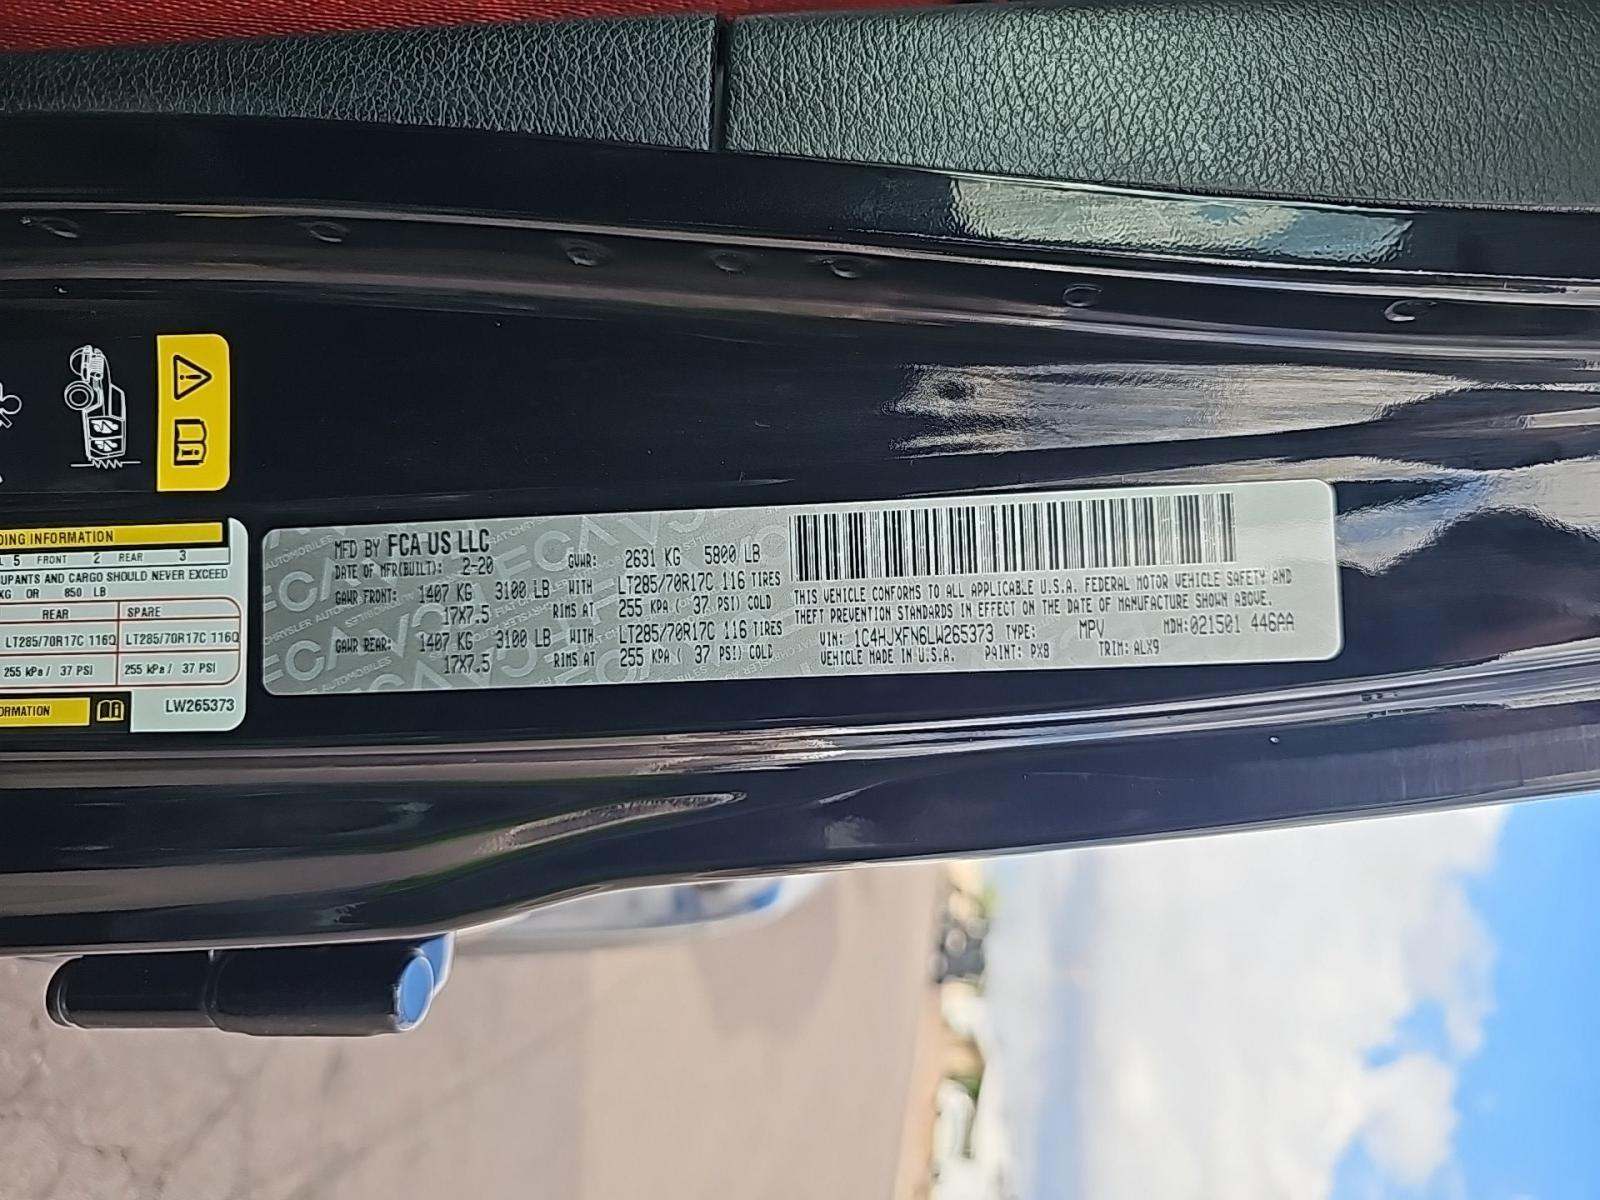 DING INFORMATION
L 5 FRONT 2 REAR 3
UPANTS AND CARGO SHOULD NEVER EXCEED
KG OR 850 LB
REAR SPARE
LT285/70R17C 116Q LT285/70R17C 116Q
255 kPa / 37 PSI 255 kPa / 37 PSI
ORMATION
LW265373
MFD BY FCA US LLC
DATE OF MFR(BUILT): 2-20 GVWR: 2631 KG 5800 LB
GAWR FRONT: 1407 KG 3100 LB WITH LT285/70R17C 116 TIRES
17X7.5 RIMS AT 255 KPA ( 37 PSI) COLD
GAWR REAR: 1407 KG 3100 LB WITH LT285/70R17C 116 TIRES
17X7.5 RIMS AT 255 KPA ( 37 PSI) COLD
THIS VEHICLE CONFORMS TO ALL APPLICABLE U.S.A. FEDERAL MOTOR VEHICLE SAFETY AND
THEFT PREVENTION STANDARDS IN EFFECT ON THE DATE OF MANUFACTURE SHOWN ABOVE.
VIN: 1C4HJXFN6LW265373 TYPE: MPV MDH:021501 446AA
VEHICLE MADE IN U.S.A. PAINT: PX8 TRIM: ALX9